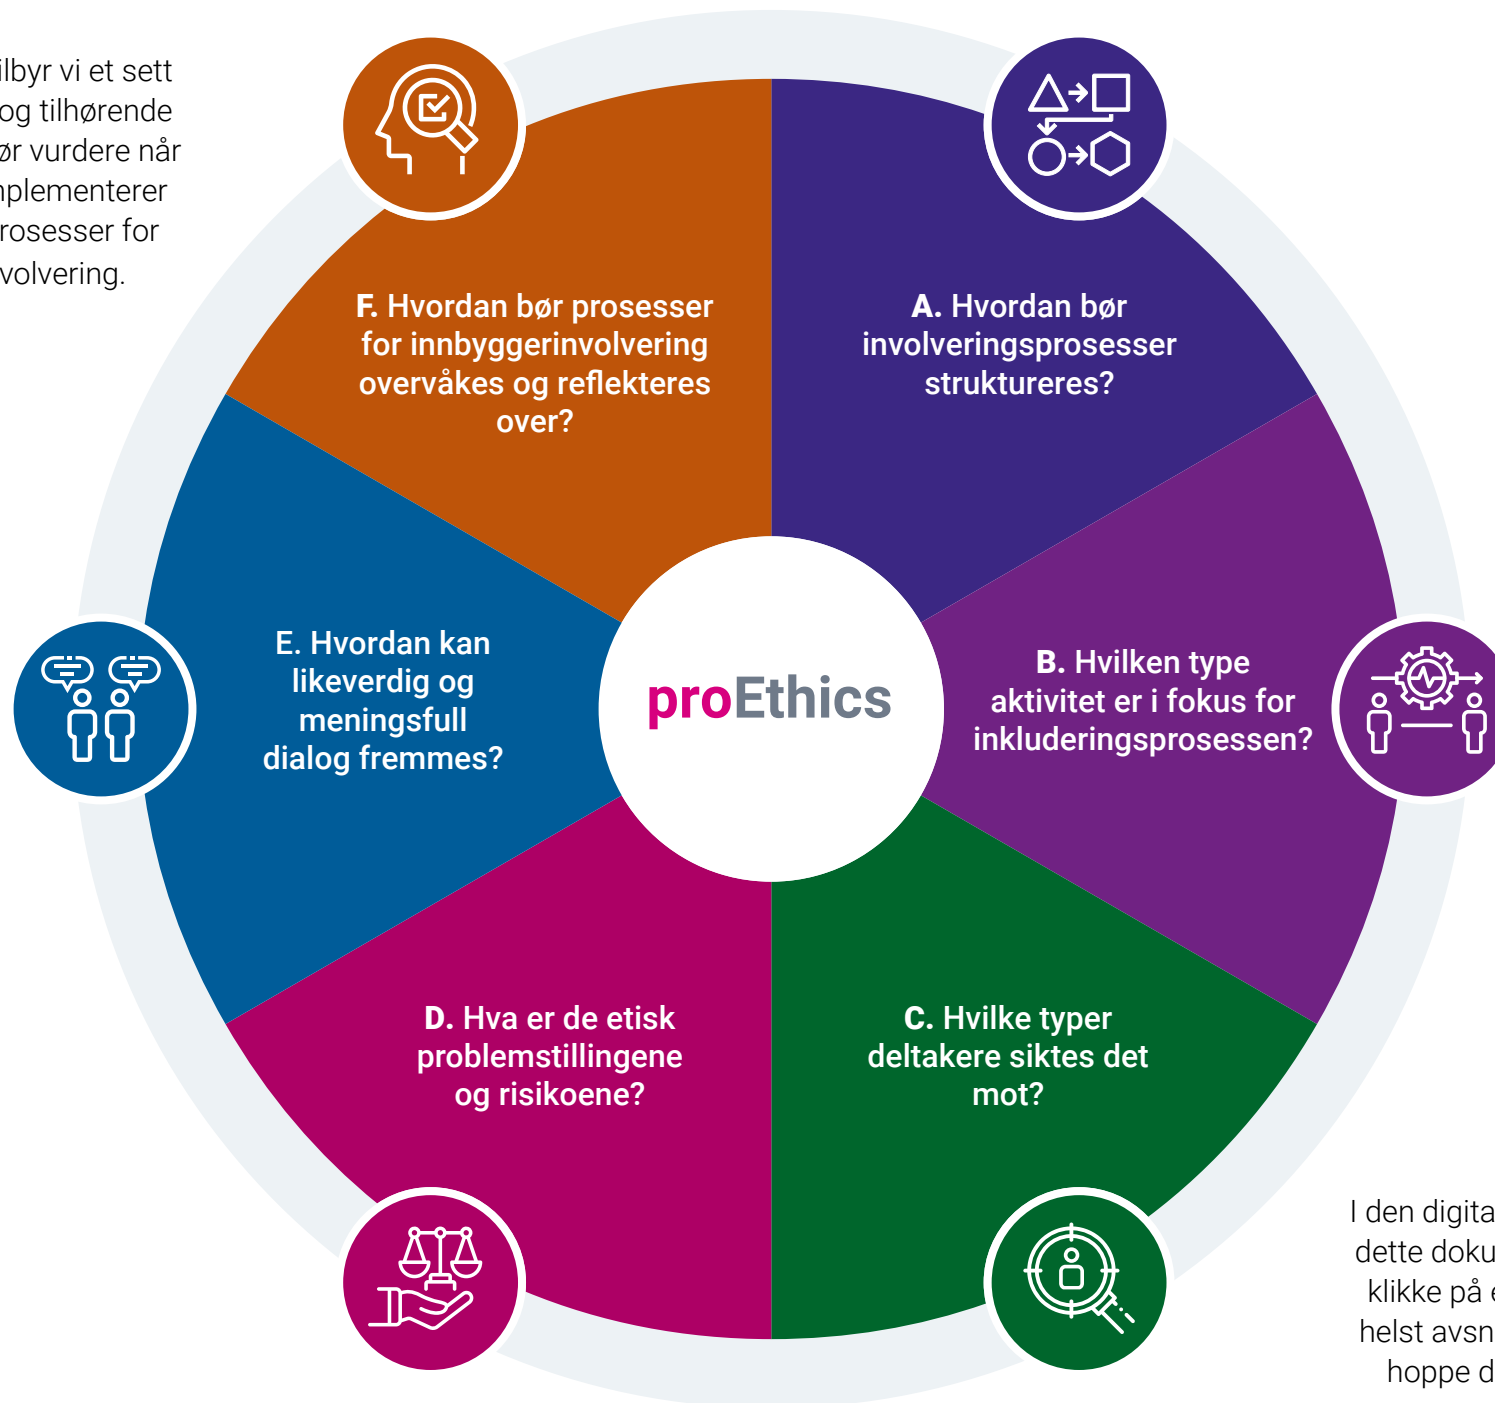 ilbyr vi et sett
og tilhørende
ør vurdere når
nplementerer
rosesser for
volvering.
F. Hvordan bør prosesser
for innbyggerinvolvering
overvåkes og reflekteres
over?
A. Hvordan bør
involveringsprosesser
struktureres?
E. Hvordan kan
likeverdig og
meningsfull
dialog fremmes?
proEthics
B. Hvilken type
aktivitet er i fokus for
inkluderingsprosessen?
D. Hva er de etisk
problemstillingene
og risikoene?
C. Hvilke typer
deltakere siktes det
mot?
I den digita
dette doku
klikke på e
helst avsn
hoppe d